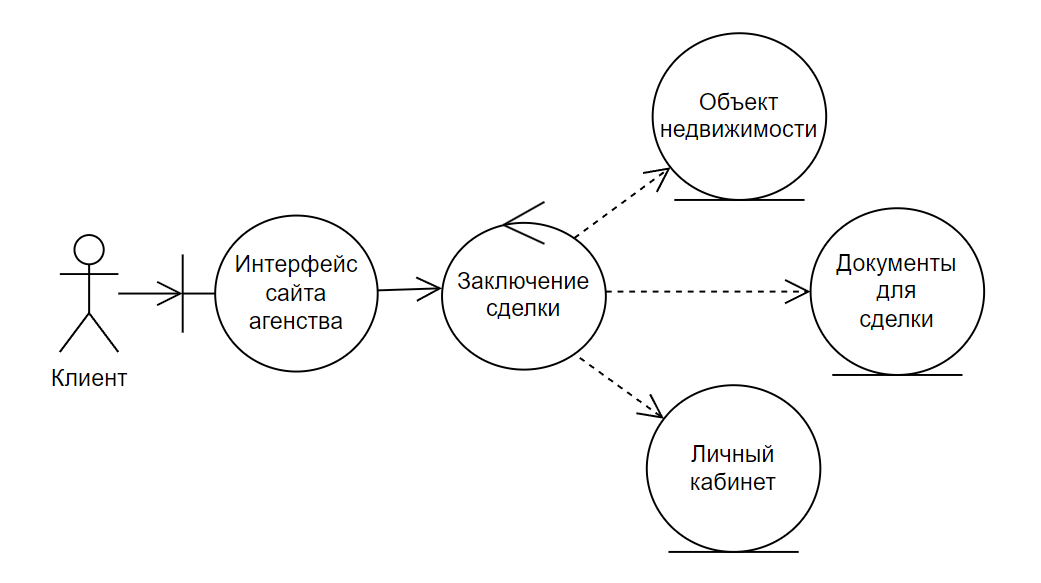 Клиент
Интерфейс
сайта
агенства
Заключение
сделки
Объект
недвижимости
Документы
для
сделки
Личный
кабинет